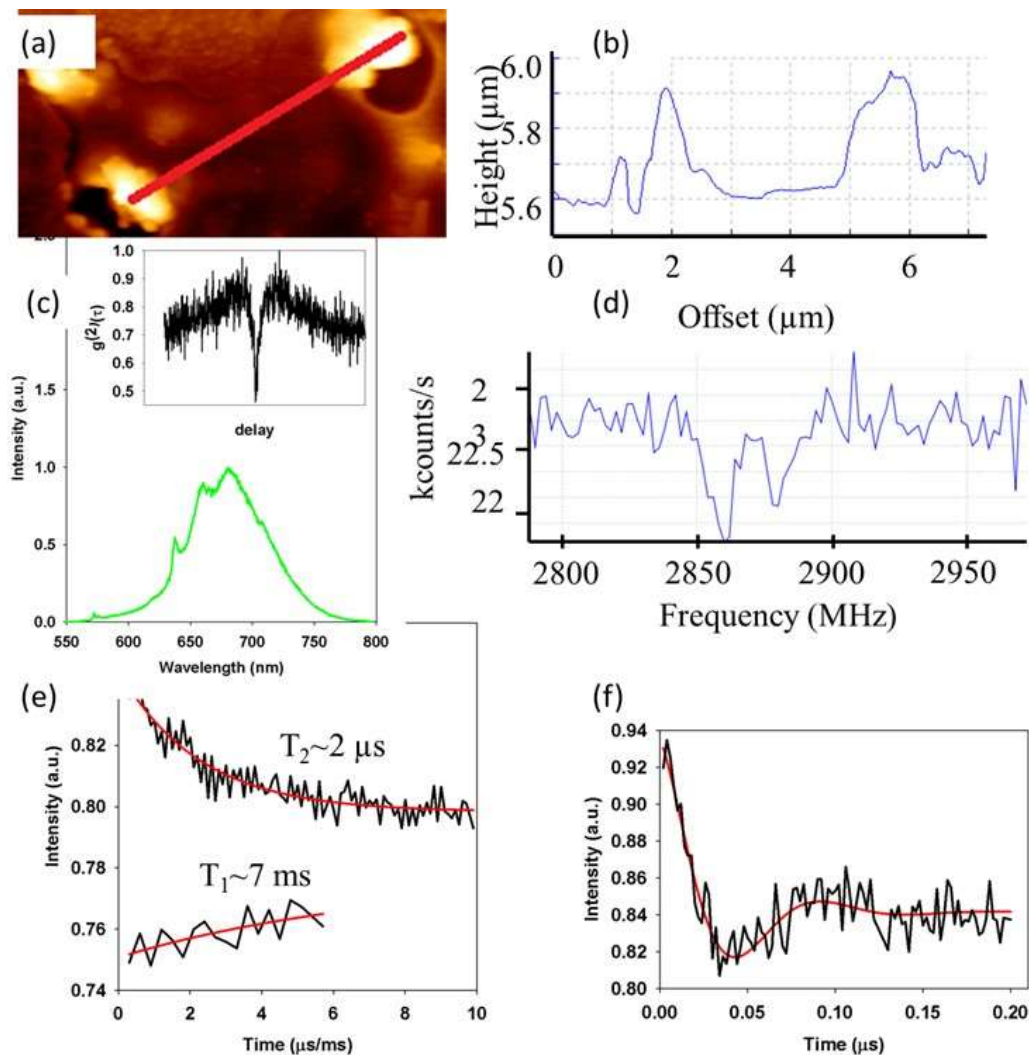 (a)
(b)
6.0
5.8
5.6
Height (µm)
0 2 4 6
Offset (µm)
(c)
2.0
1.5
1.0
0.5
0.0
Intensity (a.u.)
1.0
0.9
0.8
0.7
0.6
0.5
g(2)(τ)
delay
550 600 650 700 750 800
Wavelength (nm)
(d)
kcounts/s
2
3
22.5
22
2800 2850 2900 2950
Frequency (MHz)
(e)
0.82
0.80
0.78
0.76
0.74
Intensity (a.u.)
T2~2 µs
T1~7 ms
0 2 4 6 8 10
Time (µs/ms)
(f)
0.94
0.92
0.90
0.88
0.86
0.84
0.82
0.80
Intensity (a.u.)
0.00 0.05 0.10 0.15 0.20
Time (µs)